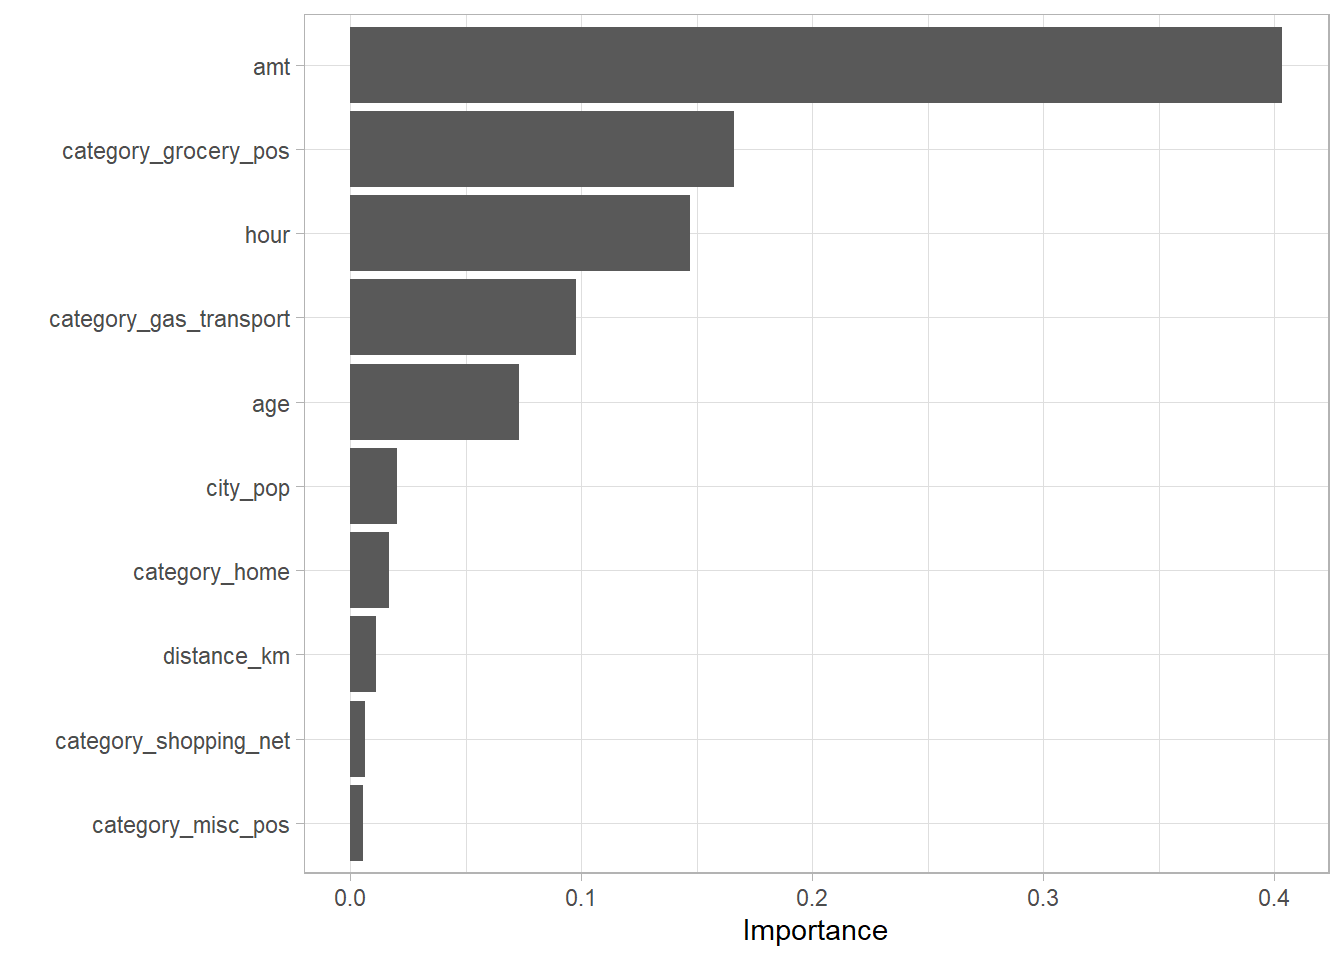 amt
category_grocery_pos
hour
category_gas_transport
age
city_pop
category_home
distance_km
category_shopping_net
category_misc_pos
0.0 0.1 0.2 0.3 0.4
Importance